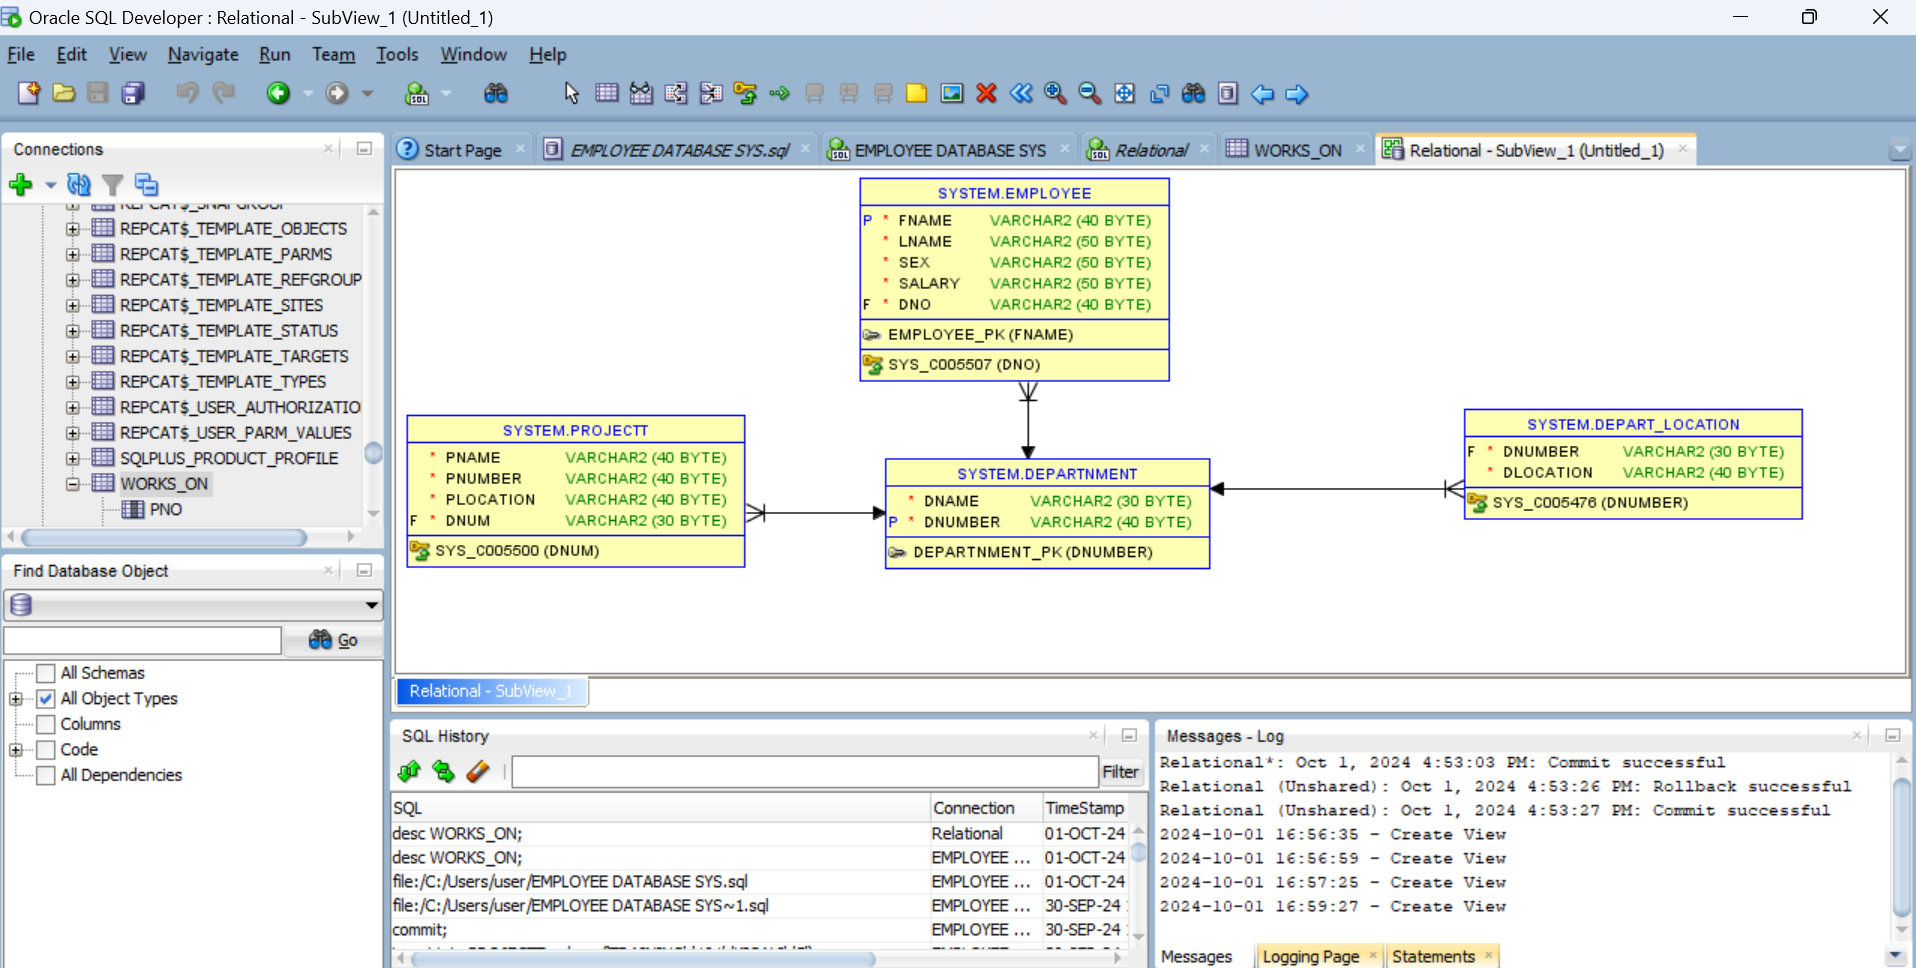 Oracle SQL Developer : Relational - SubView_1 (Untitled_1)
File Edit View Navigate Run Team Tools Window Help
Connections
REPCAT$_TEMPLATE_OBJECTS
REPCAT$_TEMPLATE_PARMS
REPCAT$_TEMPLATE_REFGROUP
REPCAT$_TEMPLATE_SITES
REPCAT$_TEMPLATE_STATUS
REPCAT$_TEMPLATE_TARGETS
REPCAT$_TEMPLATE_TYPES
REPCAT$_USER_AUTHORIZATIO
REPCAT$_USER_PARM_VALUES
SQLPLUS_PRODUCT_PROFILE
WORKS_ON
PNO
Find Database Object
Go
All Schemas
All Object Types
Columns
Code
All Dependencies
Start Page EMPLOYEE DATABASE SYS.sql EMPLOYEE DATABASE SYS Relational WORKS_ON Relational - SubView_1 (Untitled_1)
SYSTEM.EMPLOYEE
P * FNAME VARCHAR2 (40 BYTE)
* LNAME VARCHAR2 (50 BYTE)
* SEX VARCHAR2 (50 BYTE)
* SALARY VARCHAR2 (50 BYTE)
F * DNO VARCHAR2 (40 BYTE)
EMPLOYEE_PK (FNAME)
SYS_C005507 (DNO)
SYSTEM.PROJECTT
* PNAME VARCHAR2 (40 BYTE)
* PNUMBER VARCHAR2 (40 BYTE)
* PLOCATION VARCHAR2 (40 BYTE)
F * DNUM VARCHAR2 (30 BYTE)
SYS_C005500 (DNUM)
SYSTEM.DEPARTNMENT
* DNAME VARCHAR2 (30 BYTE)
P * DNUMBER VARCHAR2 (40 BYTE)
DEPARTNMENT_PK (DNUMBER)
SYSTEM.DEPART_LOCATION
F * DNUMBER VARCHAR2 (30 BYTE)
* DLOCATION VARCHAR2 (40 BYTE)
SYS_C005476 (DNUMBER)
Relational - SubView_1
SQL History
Filter
SQL Connection TimeStamp
desc WORKS_ON; Relational 01-OCT-24
desc WORKS_ON; EMPLOYEE ... 01-OCT-24
file:/C:/Users/user/EMPLOYEE DATABASE SYS.sql EMPLOYEE ... 01-OCT-24
file:/C:/Users/user/EMPLOYEE DATABASE SYS~1.sql EMPLOYEE ... 30-SEP-24
commit; EMPLOYEE ... 30-SEP-24
Messages - Log
Relational*: Oct 1, 2024 4:53:03 PM: Commit successful
Relational (Unshared): Oct 1, 2024 4:53:26 PM: Rollback successful
Relational (Unshared): Oct 1, 2024 4:53:27 PM: Commit successful
2024-10-01 16:56:35 - Create View
2024-10-01 16:56:59 - Create View
2024-10-01 16:57:25 - Create View
2024-10-01 16:59:27 - Create View
Messages Logging Page Statements